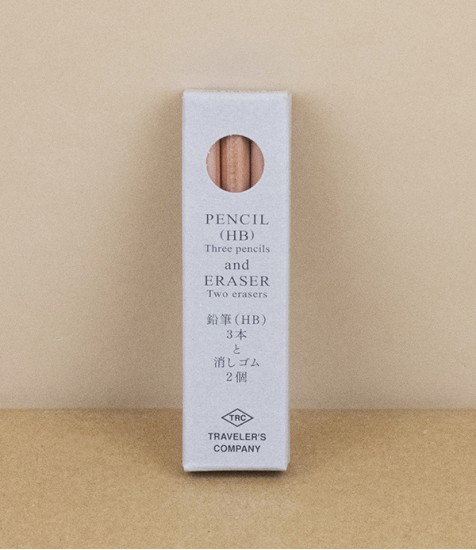 PENCIL
(HB)
Three pencils
and
ERASER
Two erasers
鉛筆(HB)
3本
と
消しゴム
2個
TRC
TRAVELER'S
COMPANY